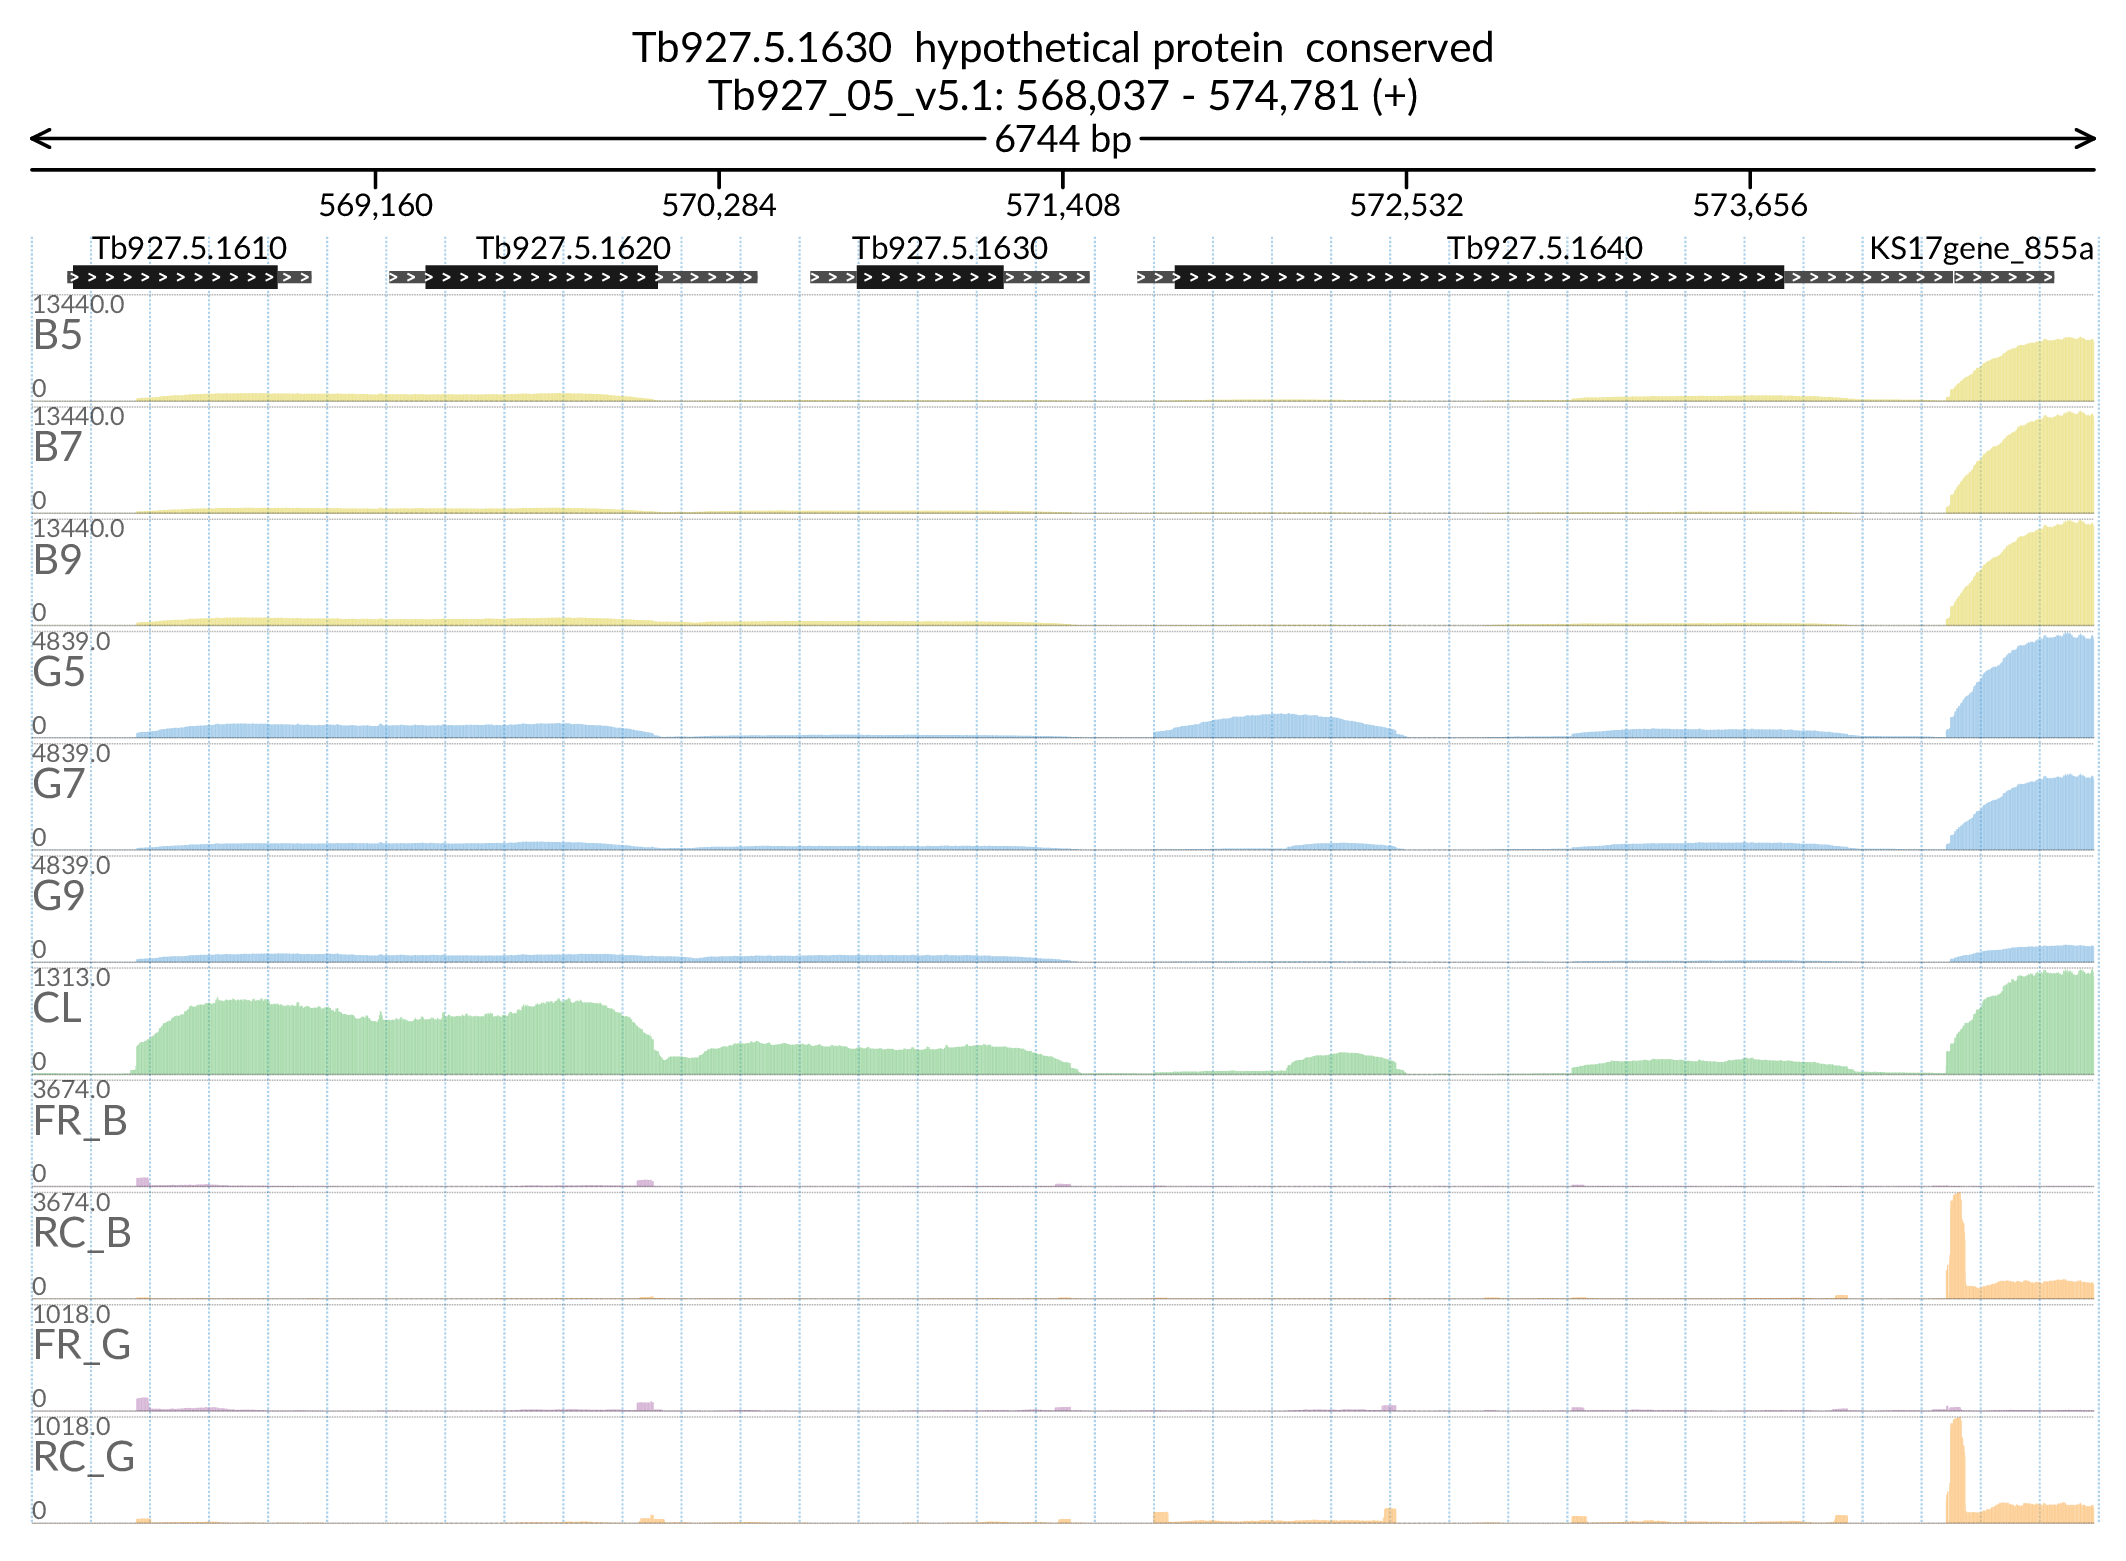 Tb927.5.1630  hypothetical protein  conserved
Tb927_05_v5.1: 568,037 - 574,781 (+)
6744 bp
569,160 570,284 571,408 572,532 573,656
Tb927.5.1610 Tb927.5.1620 Tb927.5.1630 Tb927.5.1640 KS17gene_855a
13440.0
B5
0
13440.0
B7
0
13440.0
B9
0
4839.0
G5
0
4839.0
G7
0
4839.0
G9
0
1313.0
CL
0
3674.0
FR_B
0
3674.0
RC_B
0
1018.0
FR_G
0
1018.0
RC_G
0